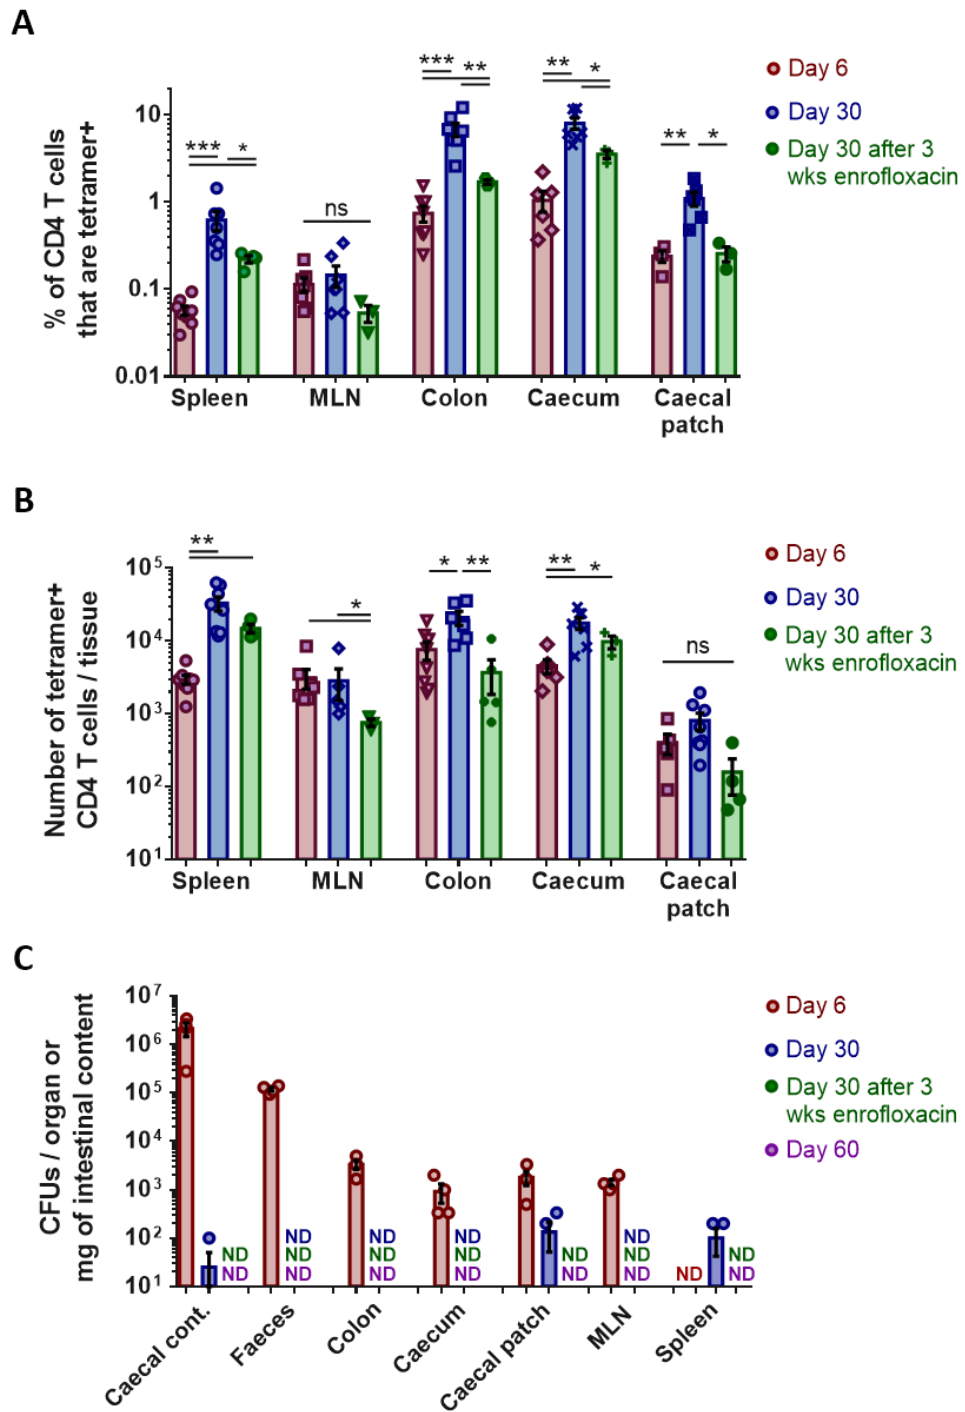 A
% of CD4 T cells
that are tetramer+
10
1
0.1
0.01
*** *
ns
*** **
** *
** *
Spleen MLN Colon Caecum Caecal
patch
Day 6
Day 30
Day 30 after 3
wks enrofloxacin
B
Number of tetramer+
CD4 T cells / tissue
10^5
10^4
10^3
10^2
10^1
**
*
* **
** *
ns
Spleen MLN Colon Caecum Caecal
patch
Day 6
Day 30
Day 30 after 3
wks enrofloxacin
C
CFUs / organ or
mg of intestinal content
10^7
10^6
10^5
10^4
10^3
10^2
10^1
ND ND ND ND
ND ND ND ND ND ND ND
ND ND ND ND ND ND ND ND
Caecal cont. Faeces Colon Caecum Caecal patch MLN Spleen
Day 6
Day 30
Day 30 after 3
wks enrofloxacin
Day 60